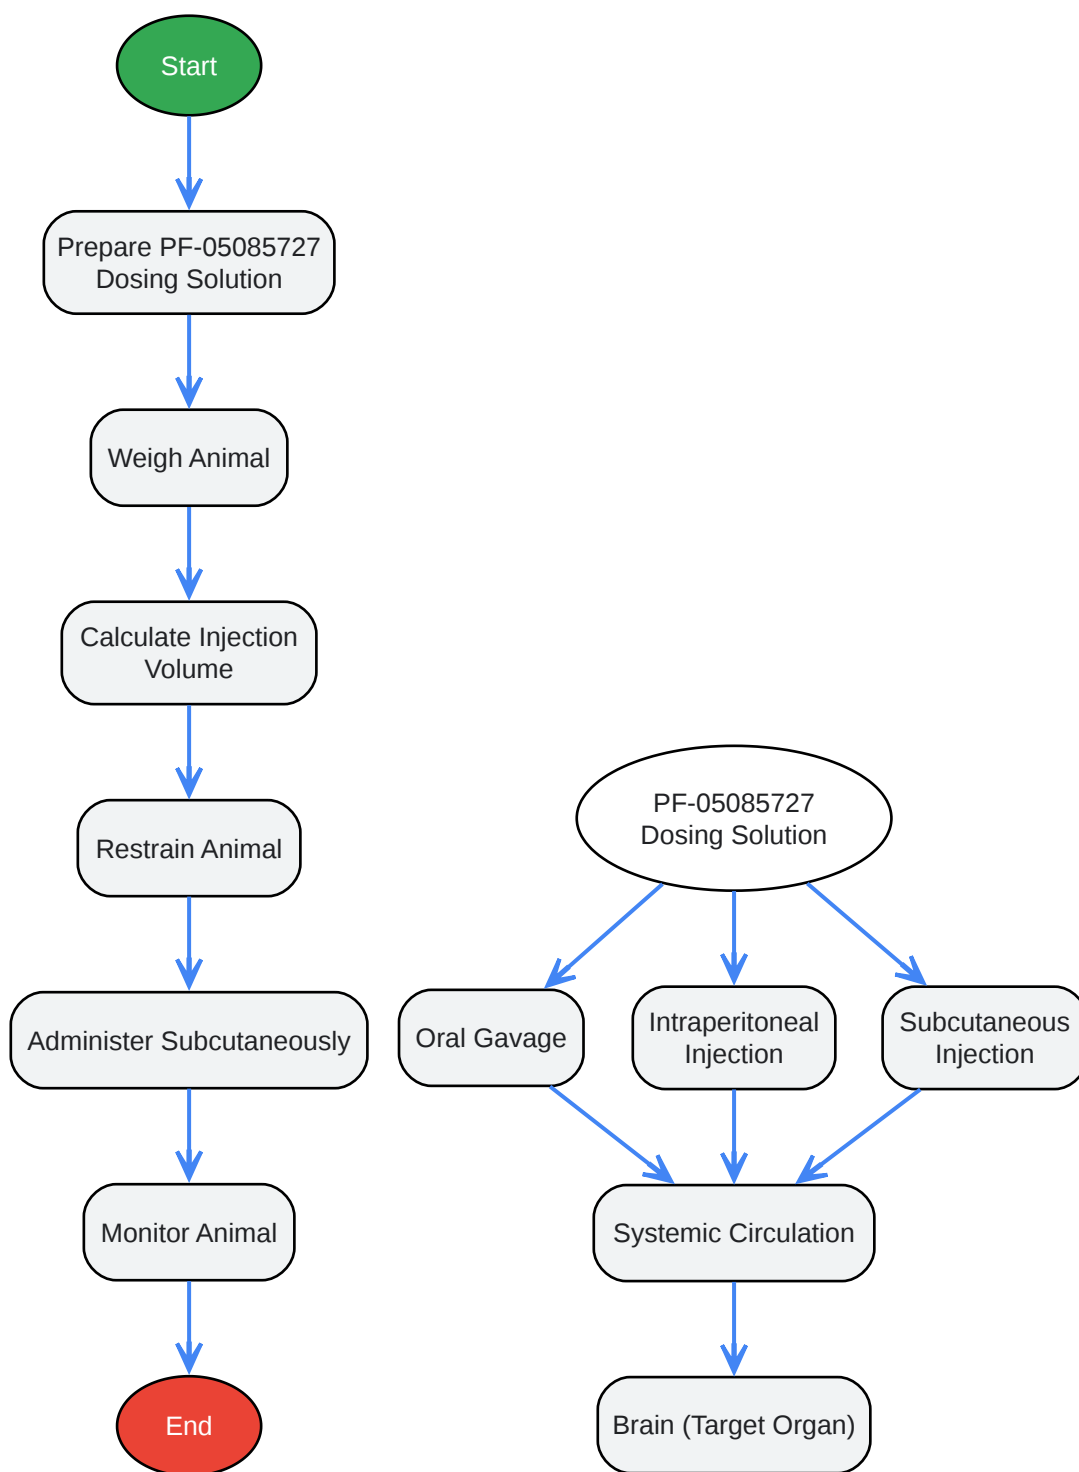 Start
Prepare PF-05085727
Dosing Solution
Weigh Animal
Calculate Injection
Volume
Restrain Animal
Administer Subcutaneously
Monitor Animal
End
PF-05085727
Dosing Solution
Oral Gavage
Intraperitoneal
Injection
Subcutaneous
Injection
Systemic Circulation
Brain (Target Organ)